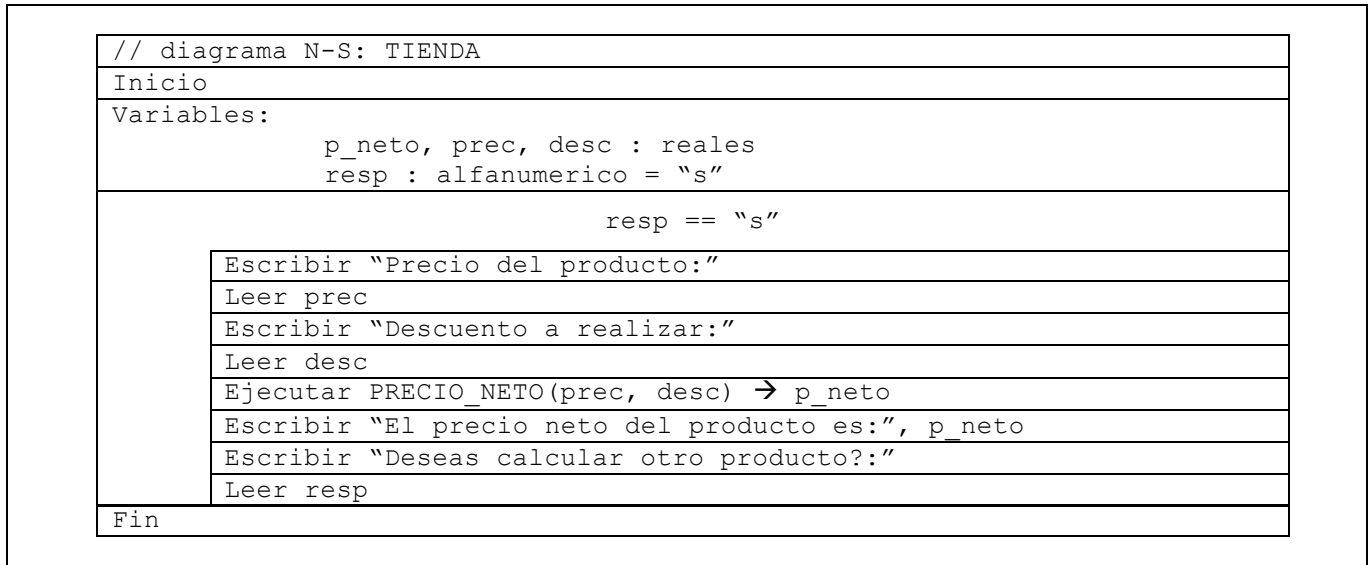 // diagrama N-S: TIENDA
Inicio
Variables:
p_neto, prec, desc : reales
resp : alfanumerico = “s”
resp == “s”
Escribir “Precio del producto:”
Leer prec
Escribir “Descuento a realizar:”
Leer desc
Ejecutar PRECIO_NETO(prec, desc) → p_neto
Escribir “El precio neto del producto es:”, p_neto
Escribir “Deseas calcular otro producto?:”
Leer resp
Fin